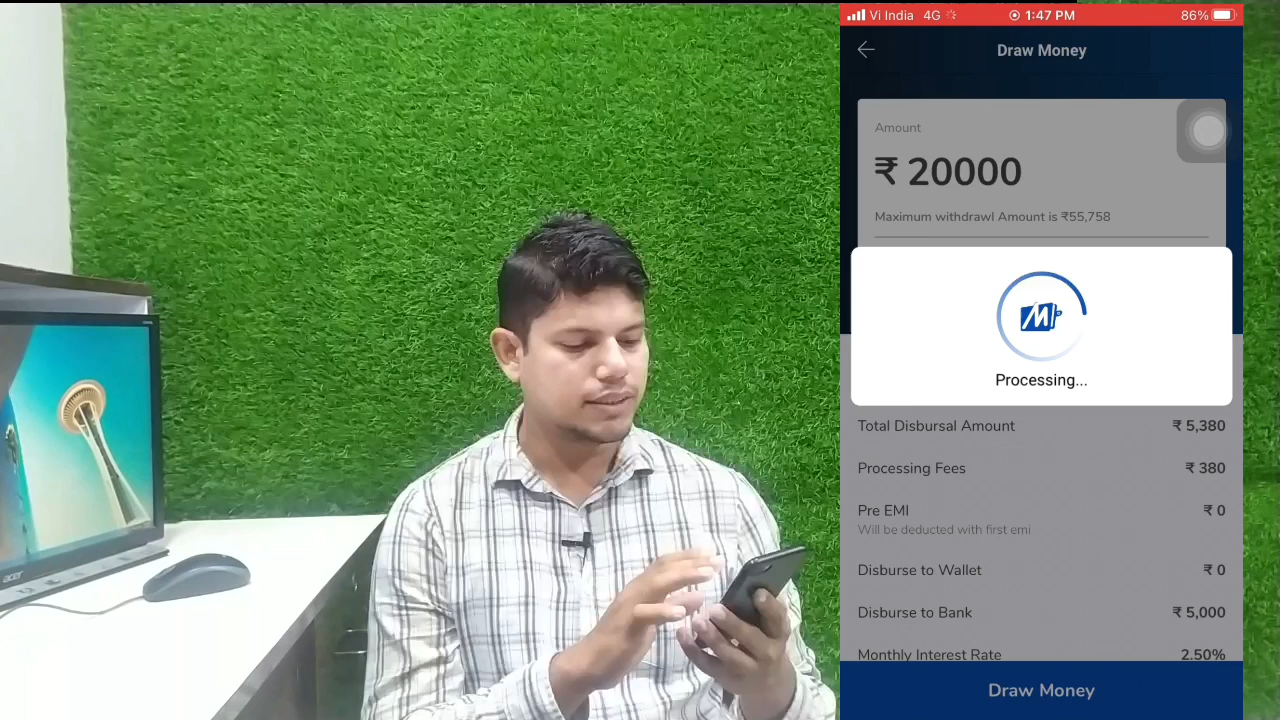 Vi India 4G 1:47 PM 86%
Draw Money
Amount
₹ 20000
Maximum withdrawl Amount is ₹55,758
M
Processing...
Total Disbursal Amount ₹ 5,380
Processing Fees ₹ 380
Pre EMI ₹ 0
Will be deducted with first emi
Disburse to Wallet ₹ 0
Disburse to Bank ₹ 5,000
Monthly Interest Rate 2.50%
Draw Money
acer